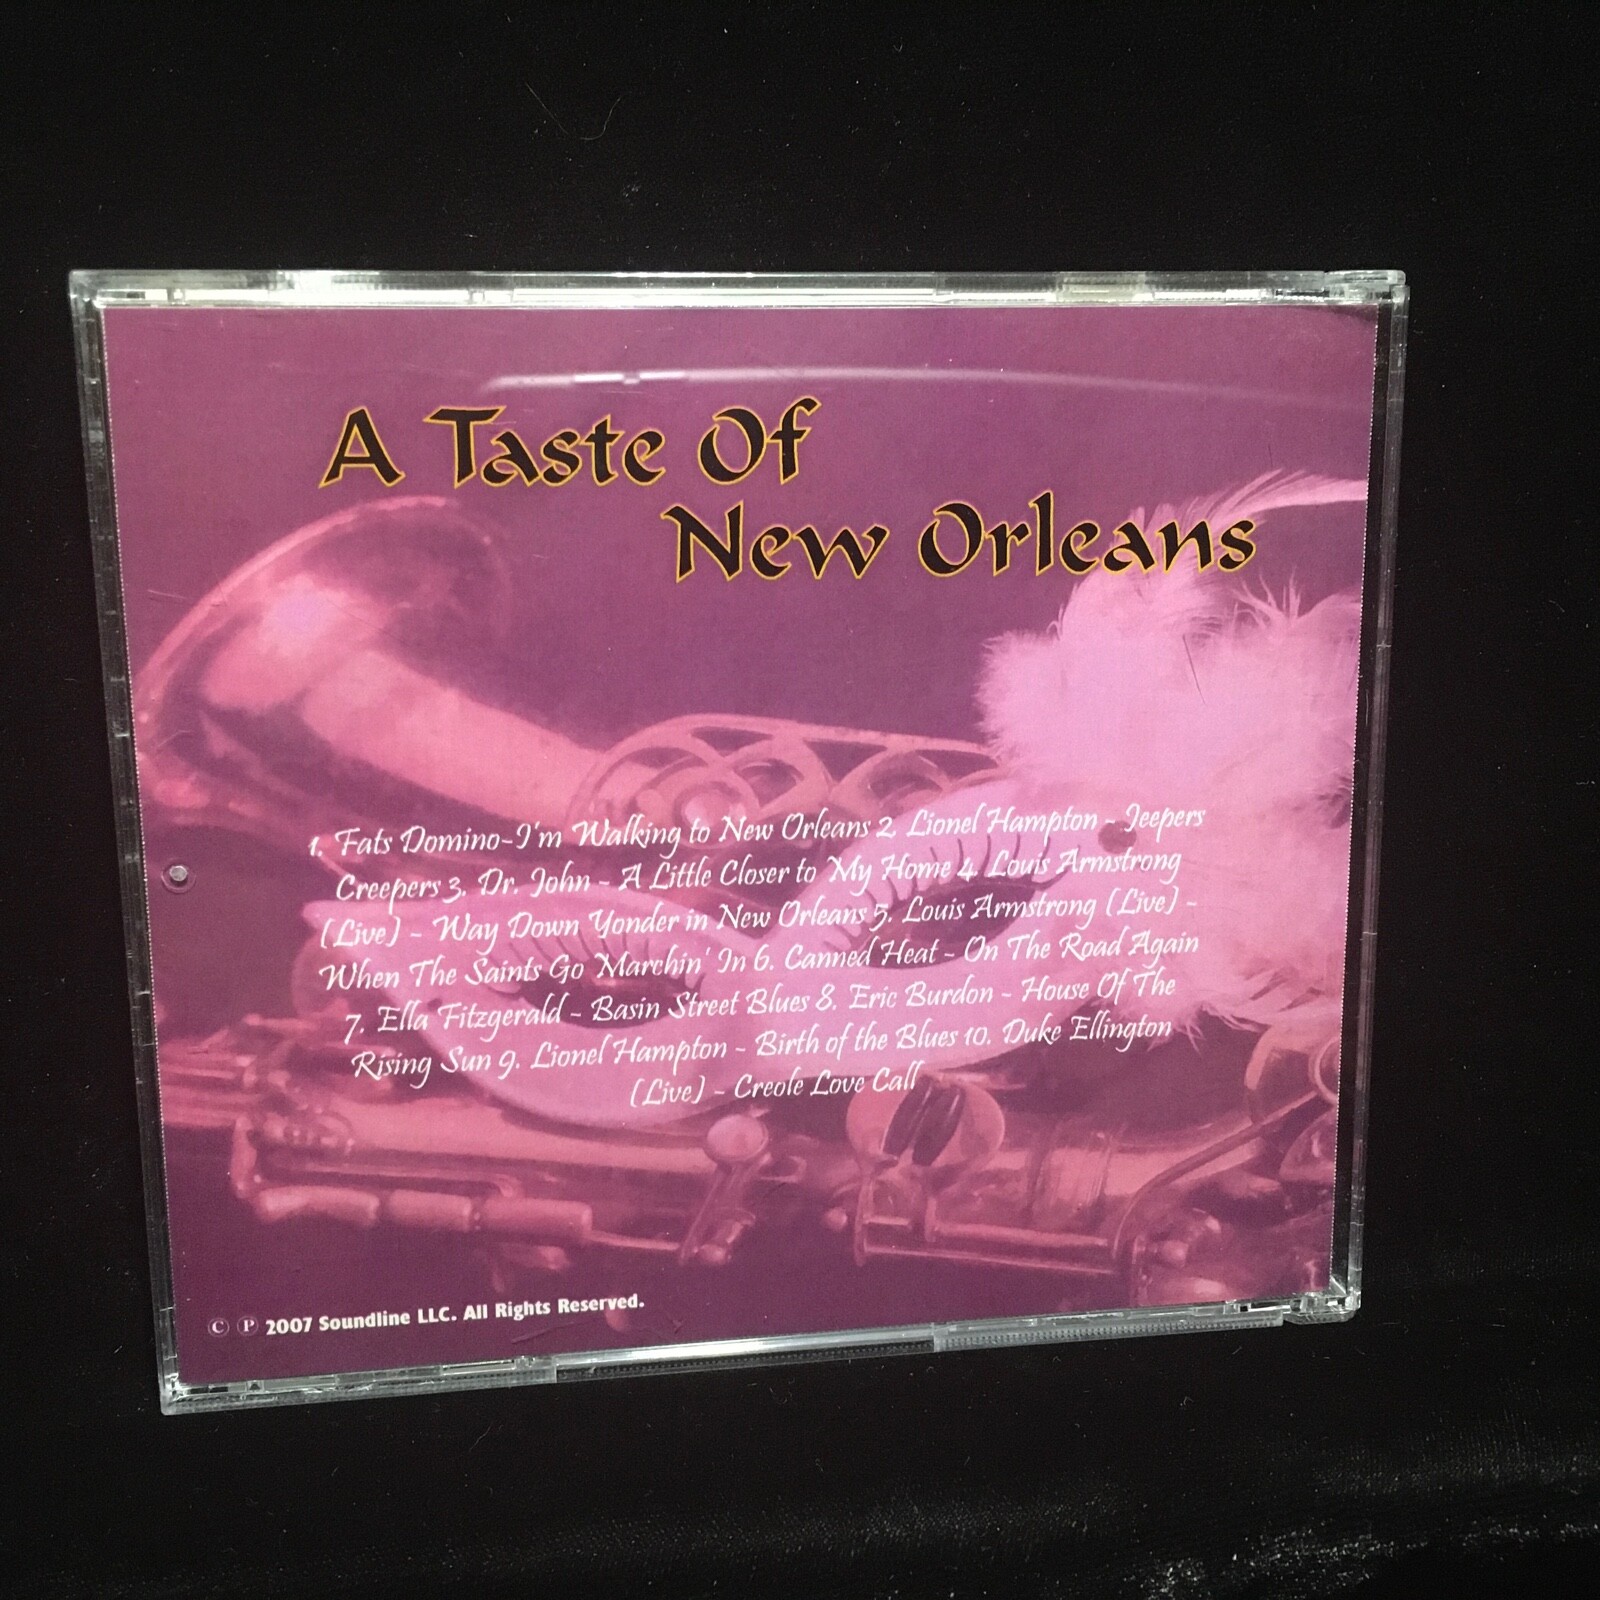 A Taste Of
New Orleans
1. Fats Domino-I'm Walking to New Orleans 2. Lionel Hampton - Jeepers
Creepers 3. Dr. John - A Little Closer to My Home 4. Louis Armstrong
(Live) - Way Down Yonder in New Orleans 5. Louis Armstrong (Live) -
When The Saints Go Marchin' In 6. Canned Heat - On The Road Again
7. Ella Fitzgerald - Basin Street Blues 8. Eric Burdon - House Of The
Rising Sun 9. Lionel Hampton - Birth of the Blues 10. Duke Ellington
(Live) - Creole Love Call
© ℗ 2007 Soundline LLC. All Rights Reserved.